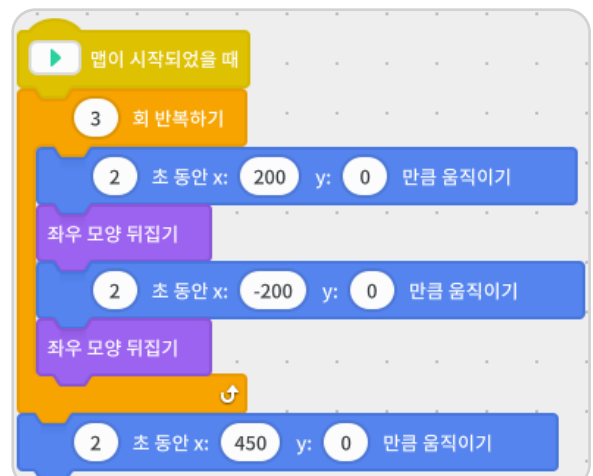 맵이 시작되었을 때
3 회 반복하기
2 초 동안 x: 200 y: 0 만큼 움직이기
좌우 모양 뒤집기
2 초 동안 x: -200 y: 0 만큼 움직이기
좌우 모양 뒤집기
2 초 동안 x: 450 y: 0 만큼 움직이기